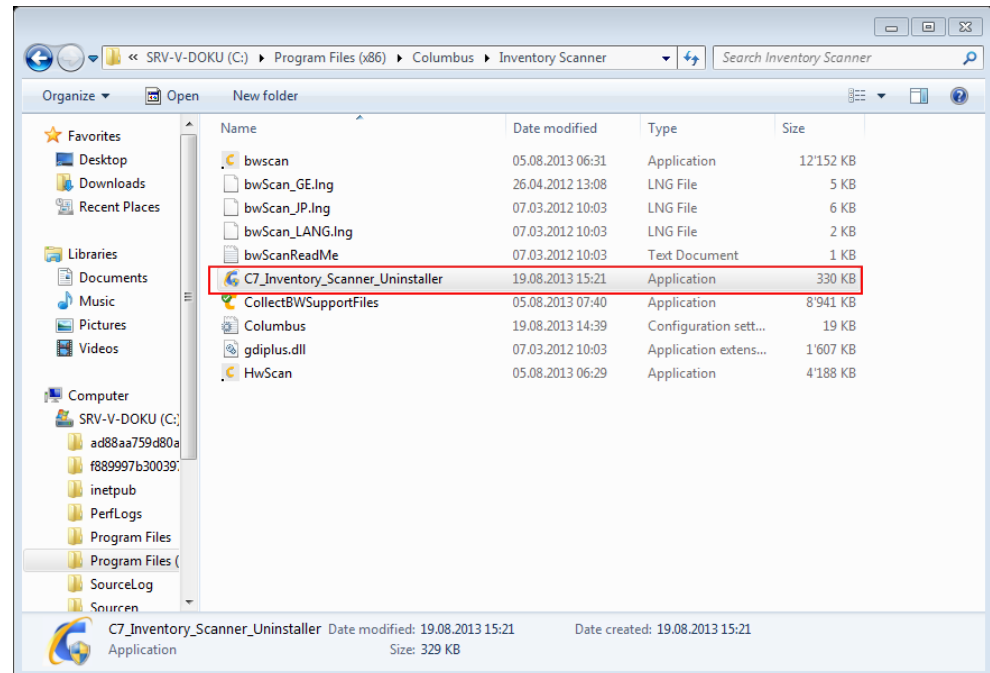 « SRV-V-DOKU (C:) ▸ Program Files (x86) ▸ Columbus ▸ Inventory Scanner Search Inventory Scanner
Organize Open New folder
Favorites
Desktop
Downloads
Recent Places
Libraries
Documents
Music
Pictures
Videos
Computer
SRV-V-DOKU (C:)
ad88aa759d80a
f889997b30039
inetpub
PerfLogs
Program Files
Program Files (
SourceLog
Sourcen
Name Date modified Type Size
bwscan 05.08.2013 06:31 Application 12'152 KB
bwScan_GE.lng 26.04.2012 13:08 LNG File 5 KB
bwScan_JP.lng 07.03.2012 10:03 LNG File 6 KB
bwScan_LANG.lng 07.03.2012 10:03 LNG File 2 KB
bwScanReadMe 07.03.2012 10:03 Text Document 1 KB
C7_Inventory_Scanner_Uninstaller 19.08.2013 15:21 Application 330 KB
CollectBWSupportFiles 05.08.2013 07:40 Application 8'941 KB
Columbus 19.08.2013 14:39 Configuration sett... 19 KB
gdiplus.dll 07.03.2012 10:03 Application extens... 1'607 KB
HwScan 05.08.2013 06:29 Application 4'188 KB
C7_Inventory_Scanner_Uninstaller Date modified: 19.08.2013 15:21 Date created: 19.08.2013 15:21
Application Size: 329 KB